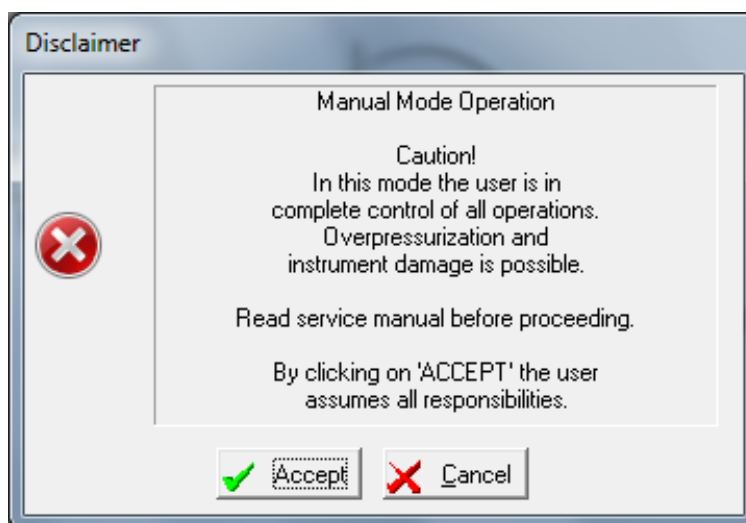 Disclaimer
Manual Mode Operation
Caution!
In this mode the user is in
complete control of all operations.
Overpressurization and
instrument damage is possible.
Read service manual before proceeding.
By clicking on 'ACCEPT' the user
assumes all responsibilities.
Accept
Cancel